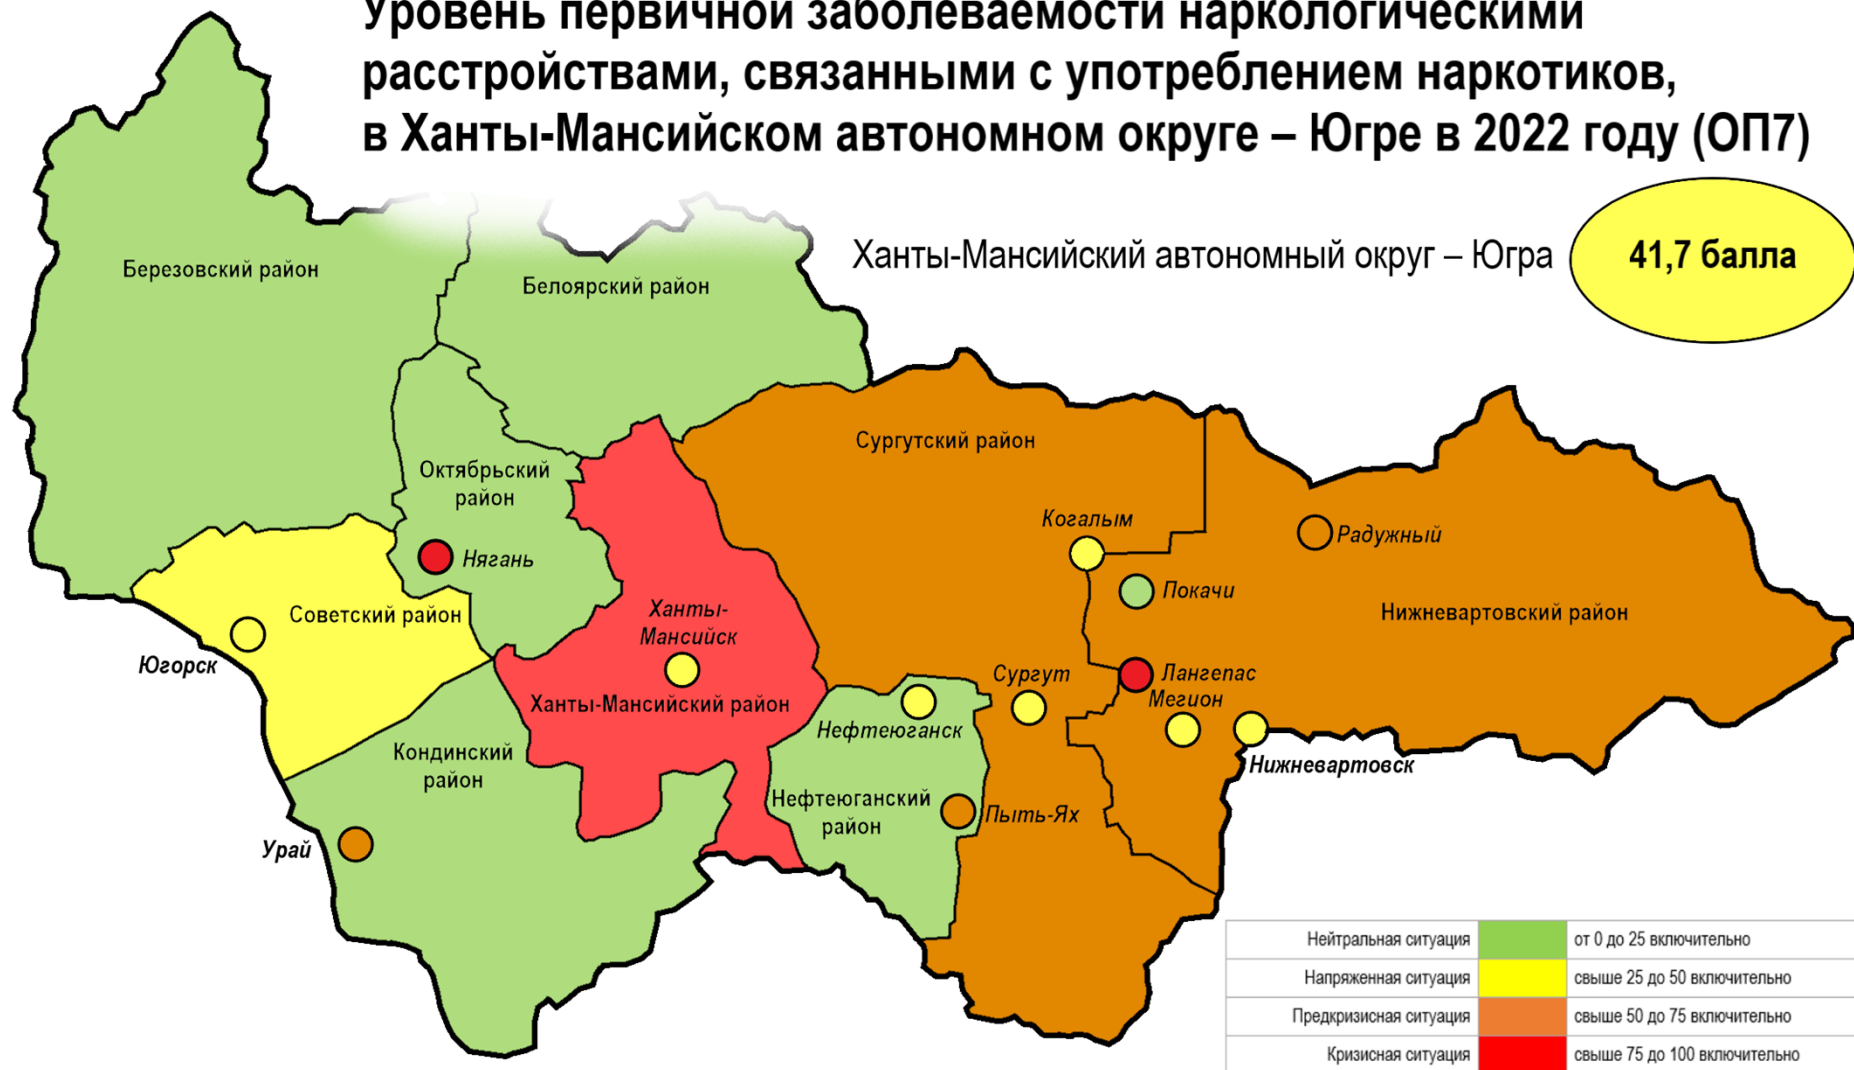 Уровень первичной заболеваемости наркологическими
расстройствами, связанными с употреблением наркотиков,
в Ханты-Мансийском автономном округе – Югре в 2022 году (ОП7)
Ханты-Мансийский автономный округ – Югра
41,7 балла
Березовский район
Белоярский район
Сургутский район
Октябрьский
район
Когалым
Радужный
Нягань
Покачи
Ханты-
Мансийск
Нижневартовский район
Советский район
Югорск
Сургут
Лангепас
Мегион
Ханты-Мансийский район
Нефтеюганск
Кондинский
район
Нижневартовск
Нефтеюганский
район
Пыть-Ях
Урай
Нейтральная ситуация от 0 до 25 включительно
Напряженная ситуация свыше 25 до 50 включительно
Предкризисная ситуация свыше 50 до 75 включительно
Кризисная ситуация свыше 75 до 100 включительно